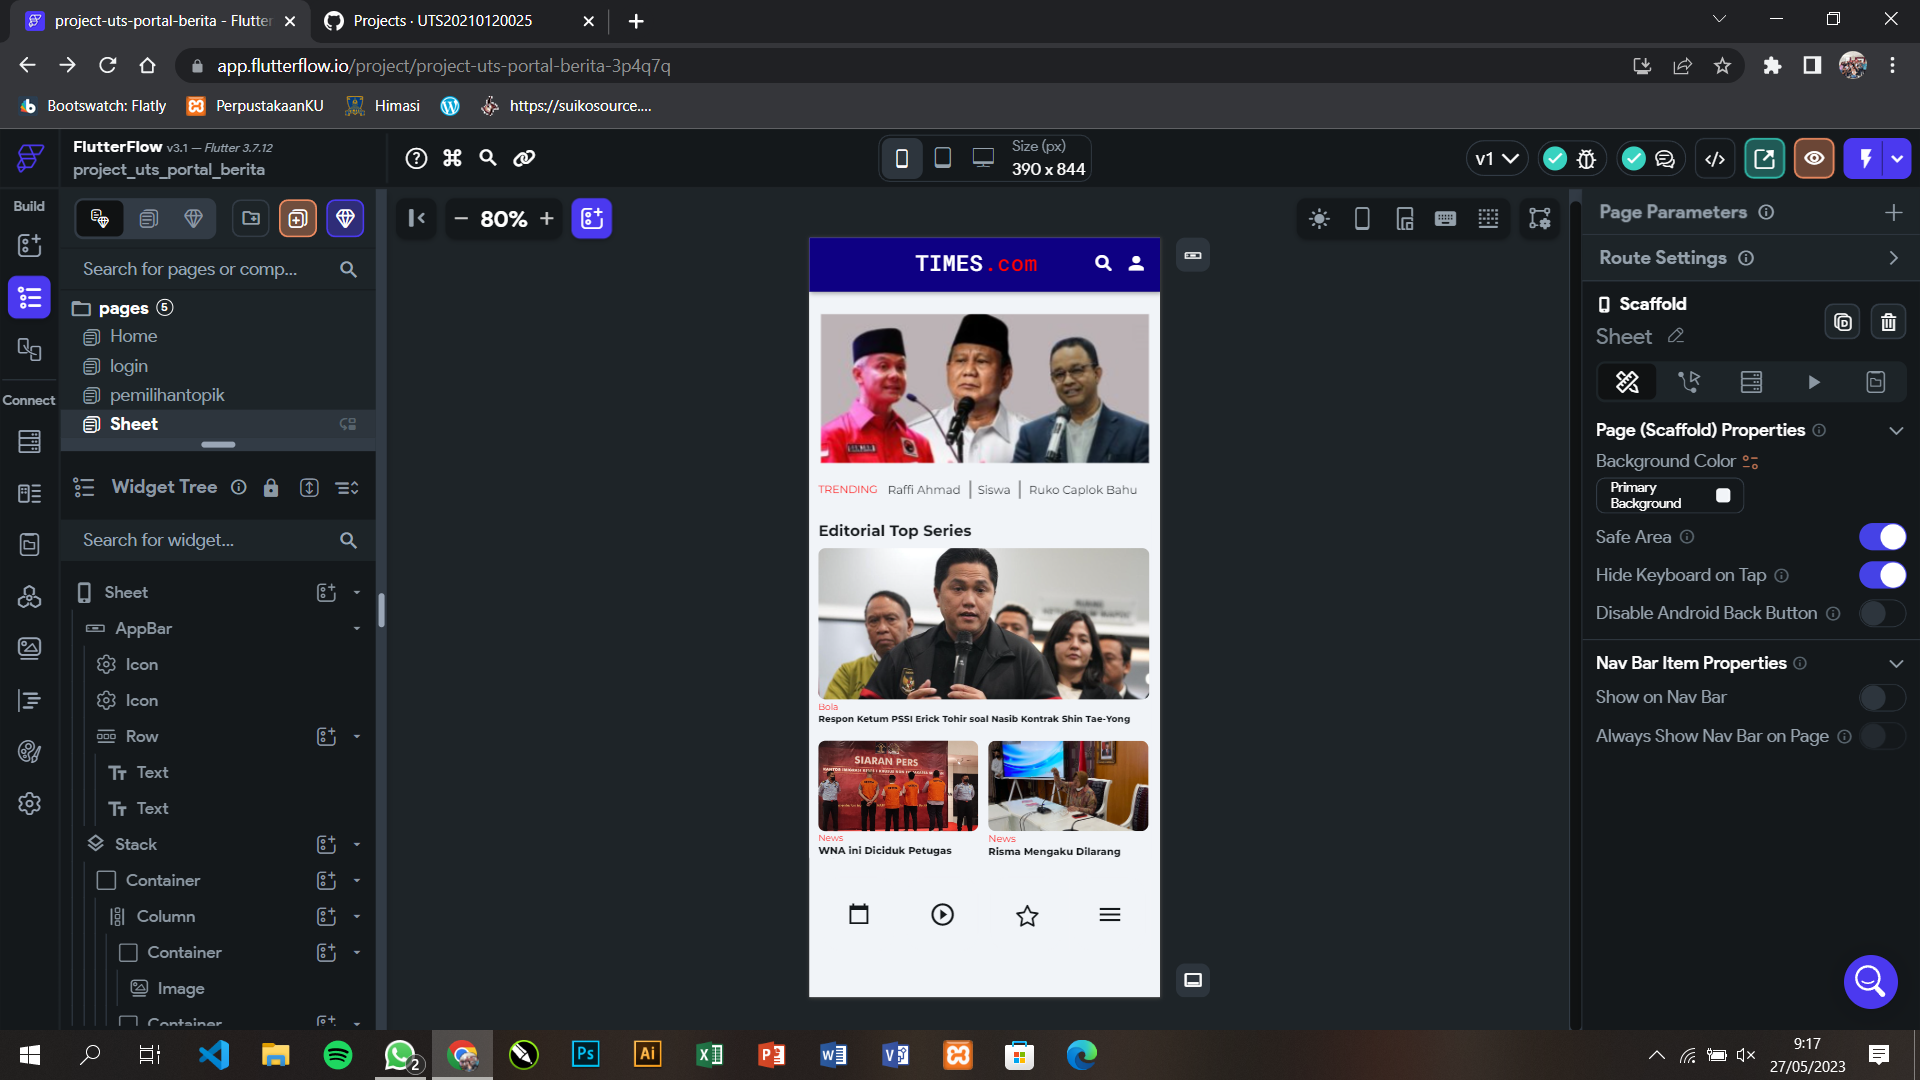 project-uts-portal-berita - Flutter
Projects · UTS20210120025
app.flutterflow.io/project/project-uts-portal-berita-3p4q7q
Bootswatch: Flatly
PerpustakaanKU
Himasi
https://suikosource....
FlutterFlow v3.1 – Flutter 3.7.12
project_uts_portal_berita
Size (px)
390 x 844
v1
Build
80%
Search for pages or comp...
pages 5
Home
login
pemilihantopik
Sheet
Connect
Widget Tree
Search for widget...
Sheet
AppBar
Icon
Icon
Row
Text
Text
Stack
Container
Column
Container
Image
Container
TIMES.com
TRENDING Raffi Ahmad Siswa Ruko Caplok Bahu
Editorial Top Series
Bola
Respon Ketum PSSI Erick Tohir soal Nasib Kontrak Shin Tae-Yong
SIARAN PERS
News
WNA ini Diciduk Petugas
News
Risma Mengaku Dilarang
Page Parameters
Route Settings
Scaffold
Sheet
Page (Scaffold) Properties
Background Color
Primary
Background
Safe Area
Hide Keyboard on Tap
Disable Android Back Button
Nav Bar Item Properties
Show on Nav Bar
Always Show Nav Bar on Page
Ps
Ai
2
9:17
27/05/2023